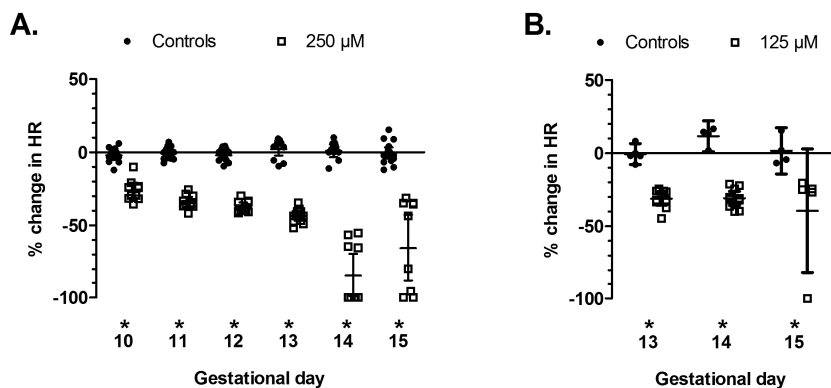 A.
Controls 250 µM
50
0
-50
-100
% change in HR
* * * * * *
10 11 12 13 14 15
Gestational day
B.
Controls 125 µM
50
0
-50
-100
% change in HR
* * *
13 14 15
Gestational day